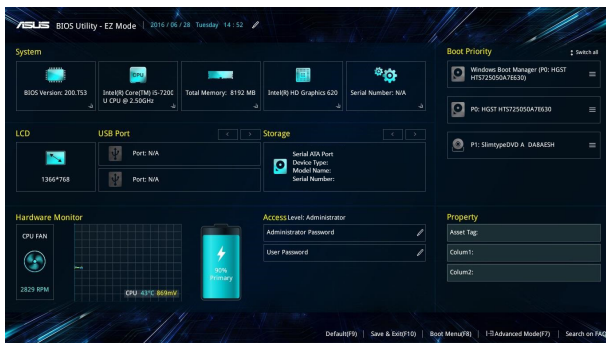 ASUS BIOS Utility - EZ Mode 2016 / 06 / 28 Tuesday 14 : 52
System
BIOS Version: 200.T53
CPU
Intel(R) Core(TM) i5-7200
U CPU @ 2.50GHz
Total Memory: 8192 MB
Intel(R) HD Graphics 620
Serial Number: N/A
Boot Priority
Switch all
Windows Boot Manager (P0: HGST
HTS725050A7E630)
P0: HGST HTS725050A7E630
P1: SlimtypeDVD A DA8AESH
LCD
1366*768
USB Port
Port: N/A
Port: N/A
Storage
Serial ATA Port
Device Type:
Model Name:
Serial Number:
Hardware Monitor
CPU FAN
2829 RPM
CPU 43°C 869mV
90%
Primary
Access Level: Administrator
Administrator Password
User Password
Property
Asset Tag:
Colum1:
Colum2:
Default(F9) | Save & Exit(F10) | Boot Menu(F8) | Advanced Mode(F7) | Search on FAQ